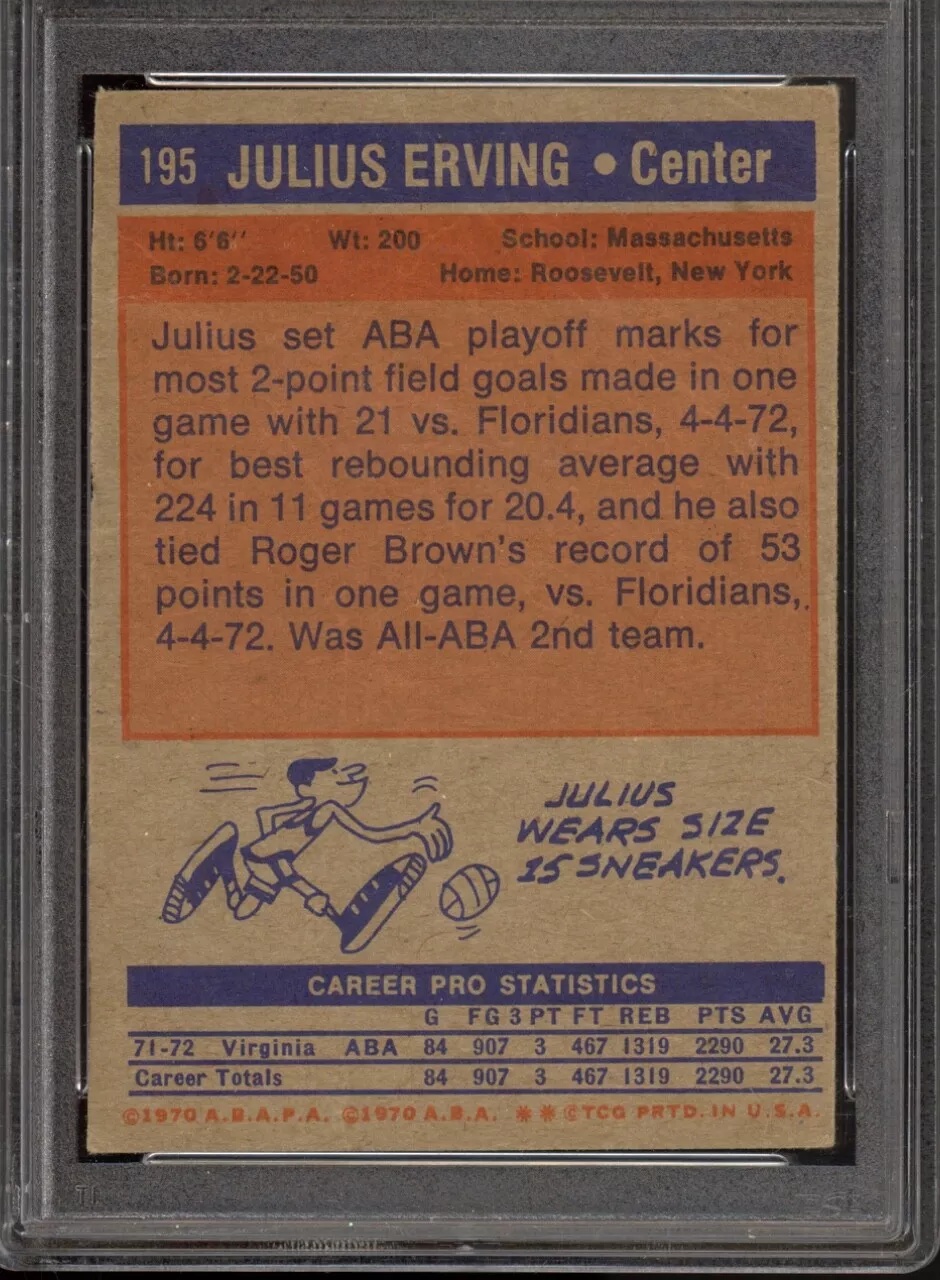 195 JULIUS ERVING • Center
Ht: 6'6'' Wt: 200 School: Massachusetts
Born: 2-22-50 Home: Roosevelt, New York
Julius set ABA playoff marks for
most 2-point field goals made in one
game with 21 vs. Floridians, 4-4-72,
for best rebounding average with
224 in 11 games for 20.4, and he also
tied Roger Brown's record of 53
points in one game, vs. Floridians,
4-4-72. Was All-ABA 2nd team.
JULIUS
WEARS SIZE
15 SNEAKERS.
CAREER PRO STATISTICS
G FG 3 PT FT REB PTS AVG
71-72 Virginia ABA 84 907 3 467 1319 2290 27.3
Career Totals 84 907 3 467 1319 2290 27.3
©1970 A.B.A.P.A. ©1970 A.B.A. ** ©TCG PRTD. IN U.S.A.